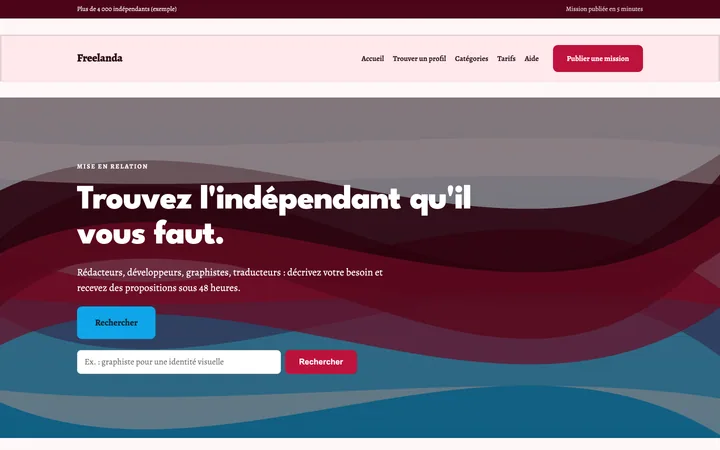 Plus de 4 000 indépendants (exemple)
Mission publiée en 5 minutes
Freelanda
Accueil
Trouver un profil
Catégories
Tarifs
Aide
Publier une mission
MISE EN RELATION
Trouvez l'indépendant qu'il
vous faut.
Rédacteurs, développeurs, graphistes, traducteurs : décrivez votre besoin et
recevez des propositions sous 48 heures.
Rechercher
Ex. : graphiste pour une identité visuelle
Rechercher